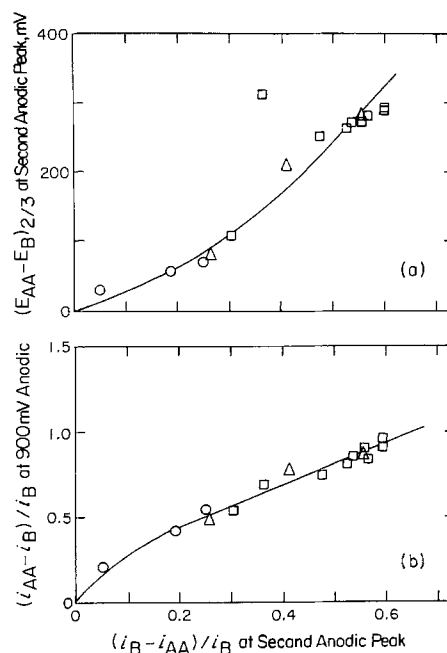 400
200
0
(E_AA−E_B)_2/3 at Second Anodic Peak, mV
(a)
1.5
1.0
0.5
0
(i_AA−i_B)/i_B at 900mV Anodic
(b)
0 0.2 0.4 0.6
(i_B−i_AA)/i_B at Second Anodic Peak